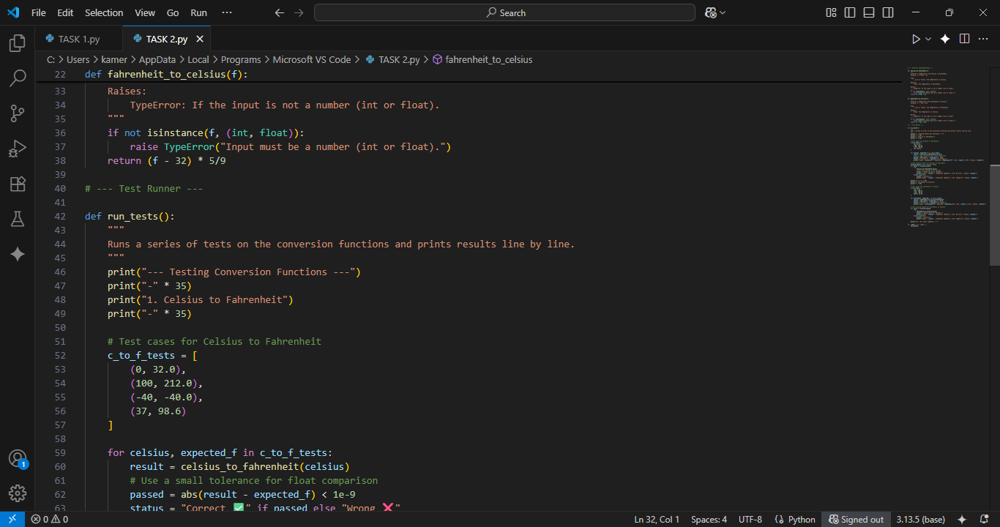 File Edit Selection View Go Run ··· Search
TASK 1.py TASK 2.py
C: > Users > kamer > AppData > Local > Programs > Microsoft VS Code > TASK 2.py > fahrenheit_to_celsius
22 def fahrenheit_to_celsius(f):
33 Raises:
34 TypeError: If the input is not a number (int or float).
35 """
36 if not isinstance(f, (int, float)):
37 raise TypeError("Input must be a number (int or float).")
38 return (f - 32) * 5/9
39
40 # --- Test Runner ---
41
42 def run_tests():
43 """
44 Runs a series of tests on the conversion functions and prints results line by line.
45 """
46 print("--- Testing Conversion Functions ---")
47 print("-" * 35)
48 print("1. Celsius to Fahrenheit")
49 print("-" * 35)
50
51 # Test cases for Celsius to Fahrenheit
52 c_to_f_tests = [
53 (0, 32.0),
54 (100, 212.0),
55 (-40, -40.0),
56 (37, 98.6)
57 ]
58
59 for celsius, expected_f in c_to_f_tests:
60 result = celsius_to_fahrenheit(celsius)
61 # Use a small tolerance for float comparison
62 passed = abs(result - expected_f) < 1e-9
63 status = "Correct ✅" if passed else "Wrong ❌"
1
0 0 Ln 32, Col 1 Spaces: 4 UTF-8 {} Python Signed out 3.13.5 (base)